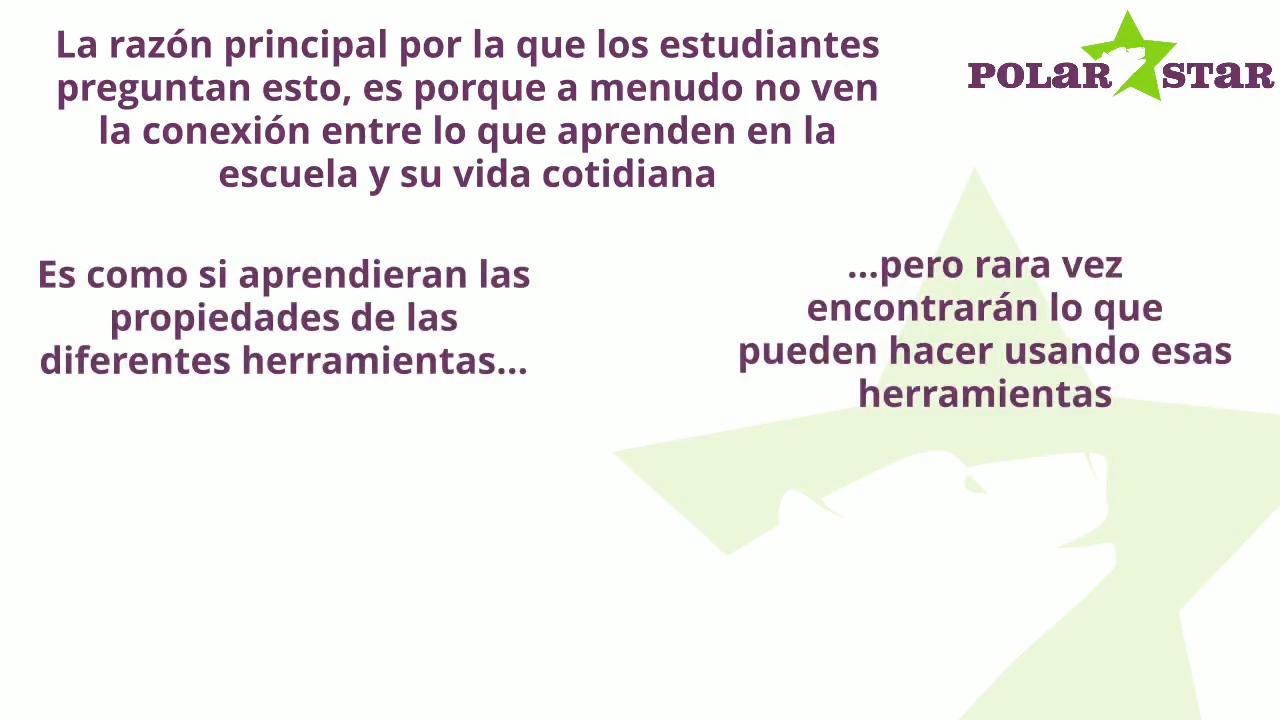 La razón principal por la que los estudiantes
preguntan esto, es porque a menudo no ven
la conexión entre lo que aprenden en la
escuela y su vida cotidiana
POLAR STAR
Es como si aprendieran las
propiedades de las
diferentes herramientas...
...pero rara vez
encontrarán lo que
pueden hacer usando esas
herramientas